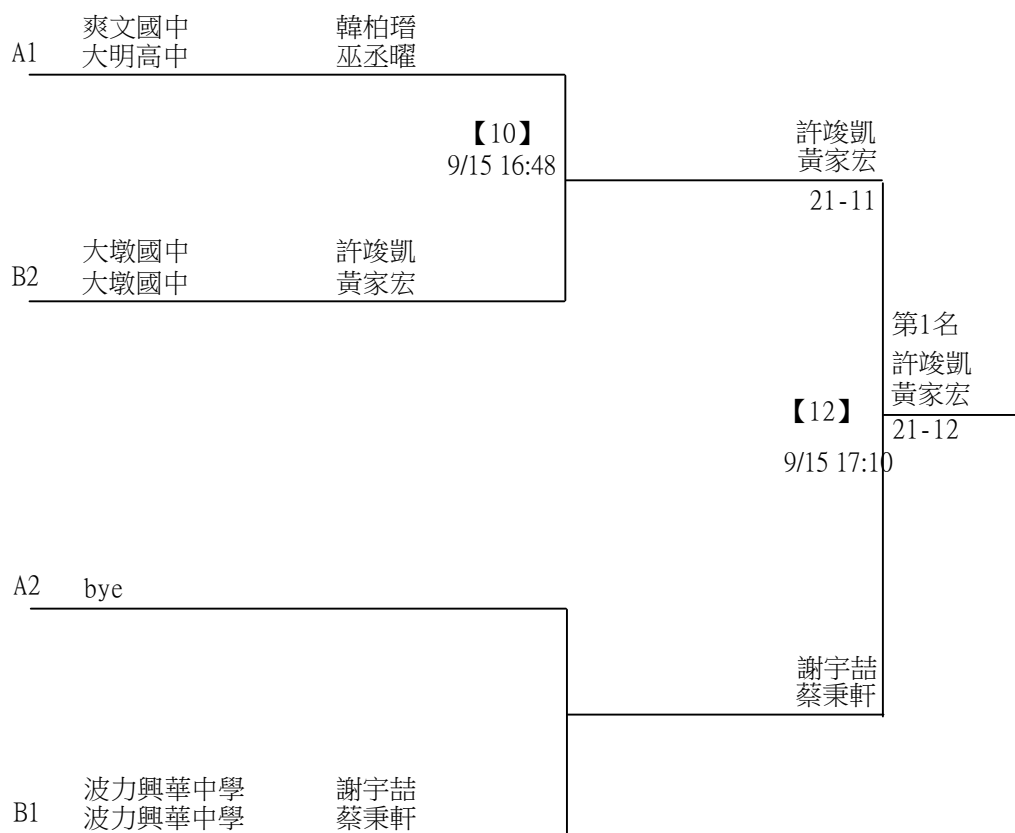 爽文國中 韓柏瑨
A1 大明高中 巫丞曜
【10】
9/15 16:48
許竣凱
黃家宏
21-11
大墩國中 許竣凱
B2 大墩國中 黃家宏
第1名
許竣凱
黃家宏
【12】
21-12
9/15 17:10
A2 bye
謝宇喆
蔡秉軒
波力興華中學 謝宇喆
B1 波力興華中學 蔡秉軒